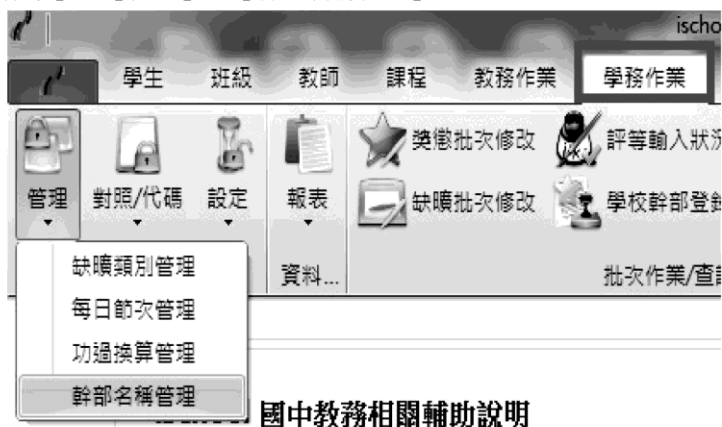 ischo
學生 班級 教師 課程 教務作業 學務作業
管理 對照/代碼 設定 報表 獎懲批次修改 評等輸入狀況
缺曠批次修改 學校幹部登錄
資料... 批次作業/查詢
缺曠類別管理
每日節次管理
功過換算管理
幹部名稱管理
國中教務相關輔助說明